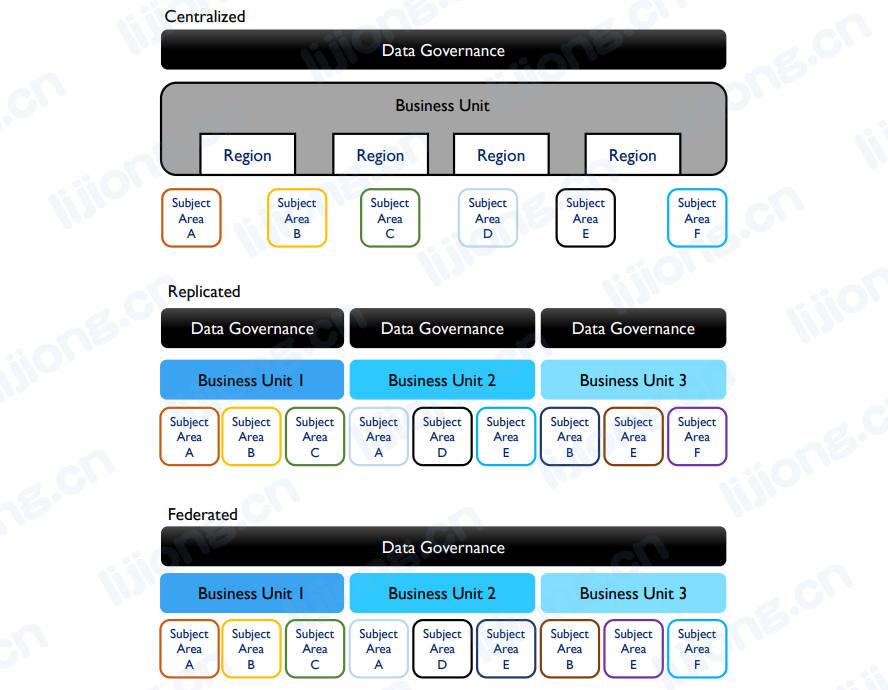 Centralized
Data Governance
Business Unit
Region Region Region Region
Subject Subject Subject Subject Subject Subject
Area Area Area Area Area Area
A B C D E F
Replicated
Data Governance Data Governance Data Governance
Business Unit 1 Business Unit 2 Business Unit 3
Subject Subject Subject Subject Subject Subject Subject Subject Subject
Area Area Area Area Area Area Area Area Area
A B C A D E B E F
Federated
Data Governance
Business Unit 1 Business Unit 2 Business Unit 3
Subject Subject Subject Subject Subject Subject Subject Subject Subject
Area Area Area Area Area Area Area Area Area
A B C A D E B E F
lijiong.cn